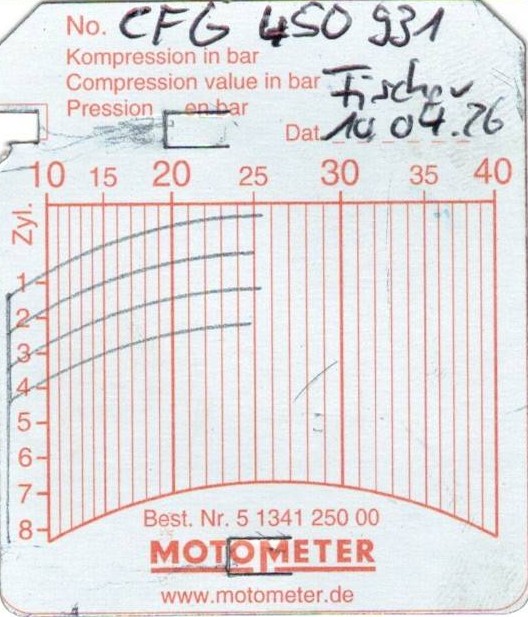 No. CFG 450 931
Kompression in bar
Compression value in bar
Pression en bar
Fischer
Dat. 10.04.26
10 15 20 25 30 35 40
Zyl.
1
2
3
4
5
6
7
8
Best. Nr. 5 1341 250 00
MOTOMETER
www.motometer.de